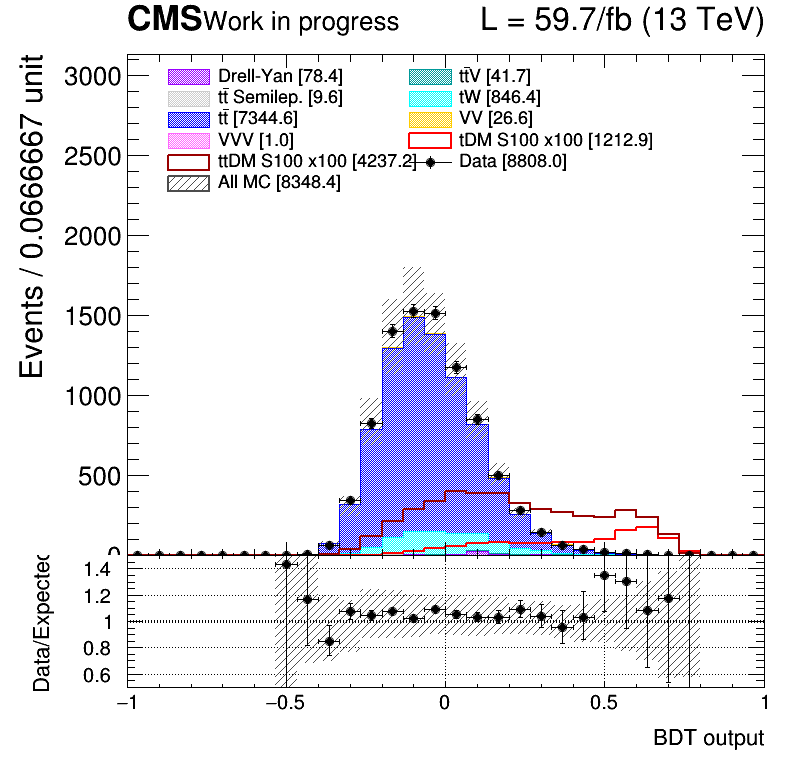 CMS Work in progress L = 59.7/fb (13 TeV)
Events / 0.0666667 unit
3000
2500
2000
1500
1000
500
0
Drell-Yan [78.4]
tt̄ Semilep. [9.6]
tt̄ [7344.6]
VVV [1.0]
ttDM S100 x100 [4237.2]
All MC [8348.4]
tt̄V [41.7]
tW [846.4]
VV [26.6]
tDM S100 x100 [1212.9]
Data [8808.0]
Data/Expected
1.4
1.2
1
0.8
0.6
−1 −0.5 0 0.5 1
BDT output